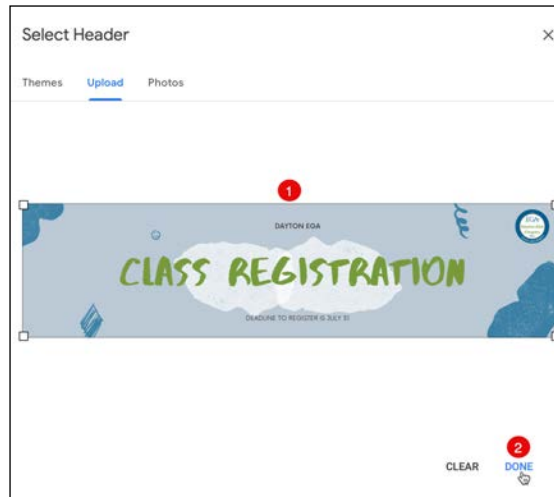 Select Header
Themes Upload Photos
1
DAYTON EGA
EGA
CLASS REGISTRATION
DEADLINE TO REGISTER IS JULY 31
2
CLEAR DONE